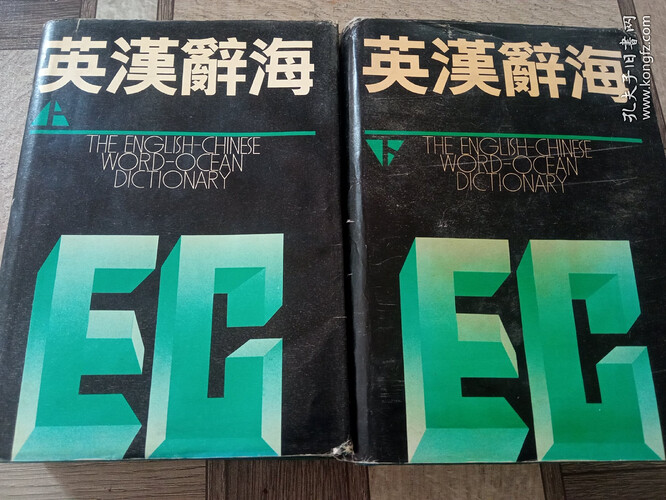 英漢辭海
上
THE ENGLISH-CHINESE
WORD-OCEAN
DICTIONARY
EC
英漢辭海
下
THE ENGLISH-CHINESE
WORD-OCEAN
DICTIONARY
EC
孔夫子旧书网
www.kongfz.com